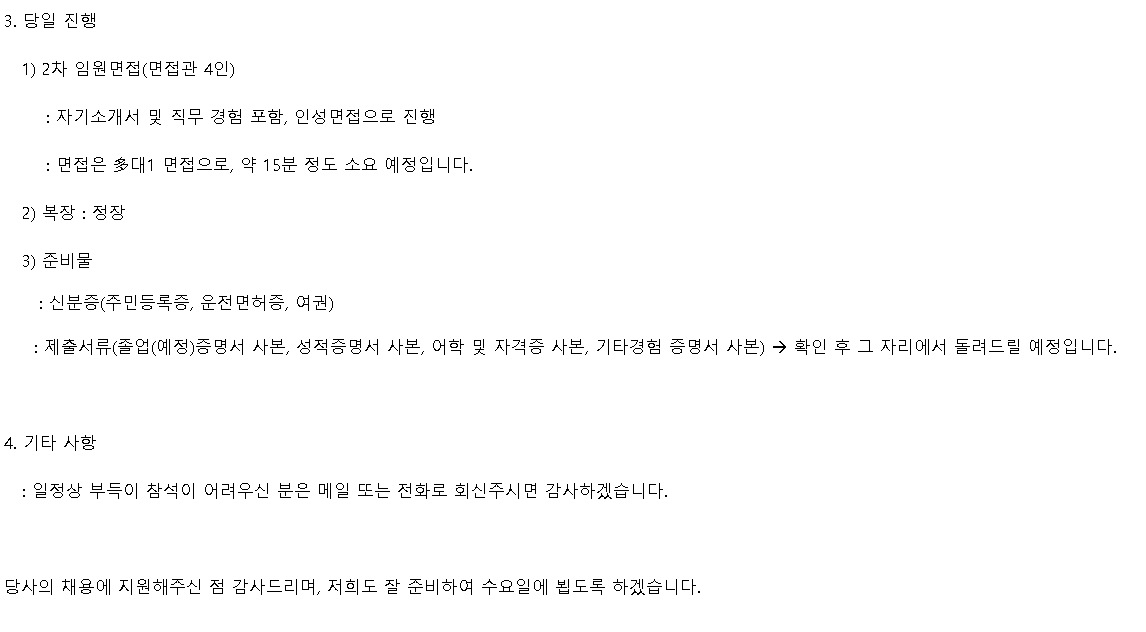 3. 당일 진행
1) 2차 임원면접(면접관 4인)
: 자기소개서 및 직무 경험 포함, 인성면접으로 진행
: 면접은 多대1 면접으로, 약 15분 정도 소요 예정입니다.
2) 복장 : 정장
3) 준비물
: 신분증(주민등록증, 운전면허증, 여권)
: 제출서류(졸업(예정)증명서 사본, 성적증명서 사본, 어학 및 자격증 사본, 기타경험 증명서 사본) → 확인 후 그 자리에서 돌려드릴 예정입니다.
4. 기타 사항
: 일정상 부득이 참석이 어려우신 분은 메일 또는 전화로 회신주시면 감사하겠습니다.
당사의 채용에 지원해주신 점 감사드리며, 저희도 잘 준비하여 수요일에 뵙도록 하겠습니다.